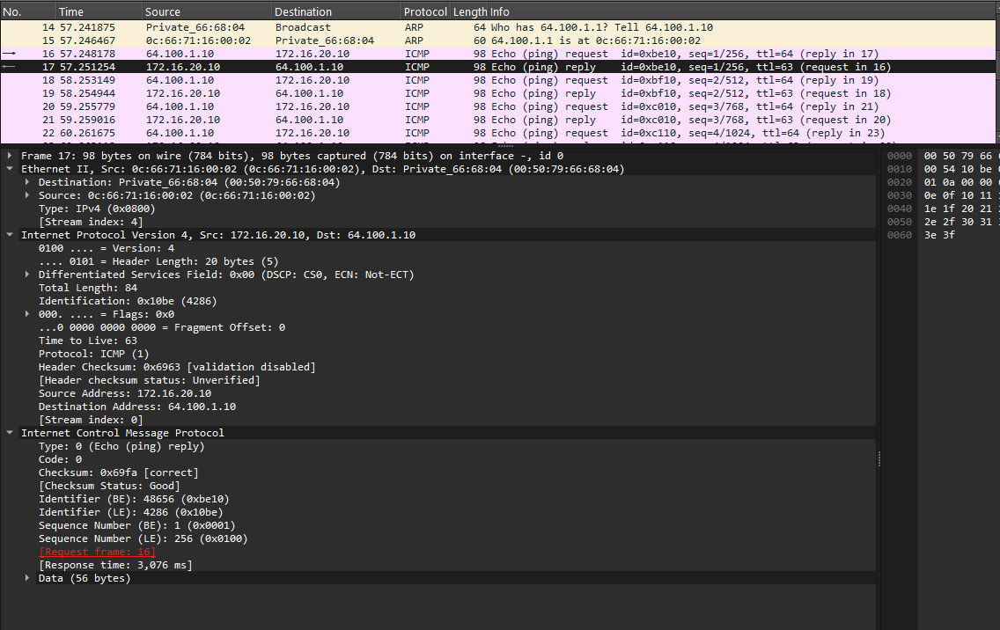 No. Time Source Destination Protocol Length Info
14 57.241875 Private_66:68:04 Broadcast ARP 64 Who has 64.100.1.1? Tell 64.100.1.10
15 57.246467 0c:66:71:16:00:02 Private_66:68:04 ARP 60 64.100.1.1 is at 0c:66:71:16:00:02
16 57.248178 64.100.1.10 172.16.20.10 ICMP 98 Echo (ping) request id=0xbe10, seq=1/256, ttl=64 (reply in 17)
17 57.251254 172.16.20.10 64.100.1.10 ICMP 98 Echo (ping) reply id=0xbe10, seq=1/256, ttl=63 (request in 16)
18 58.253149 64.100.1.10 172.16.20.10 ICMP 98 Echo (ping) request id=0xbf10, seq=2/512, ttl=64 (reply in 19)
19 58.254944 172.16.20.10 64.100.1.10 ICMP 98 Echo (ping) reply id=0xbf10, seq=2/512, ttl=63 (request in 18)
20 59.255779 64.100.1.10 172.16.20.10 ICMP 98 Echo (ping) request id=0xc010, seq=3/768, ttl=64 (reply in 21)
21 59.259016 172.16.20.10 64.100.1.10 ICMP 98 Echo (ping) reply id=0xc010, seq=3/768, ttl=63 (request in 20)
22 60.261675 64.100.1.10 172.16.20.10 ICMP 98 Echo (ping) request id=0xc110, seq=4/1024, ttl=64 (reply in 23)
Frame 17: 98 bytes on wire (784 bits), 98 bytes captured (784 bits) on interface -, id 0
Ethernet II, Src: 0c:66:71:16:00:02 (0c:66:71:16:00:02), Dst: Private_66:68:04 (00:50:79:66:68:04)
Destination: Private_66:68:04 (00:50:79:66:68:04)
Source: 0c:66:71:16:00:02 (0c:66:71:16:00:02)
Type: IPv4 (0x0800)
[Stream index: 4]
Internet Protocol Version 4, Src: 172.16.20.10, Dst: 64.100.1.10
0100 .... = Version: 4
.... 0101 = Header Length: 20 bytes (5)
Differentiated Services Field: 0x00 (DSCP: CS0, ECN: Not-ECT)
Total Length: 84
Identification: 0x10be (4286)
000. .... = Flags: 0x0
...0 0000 0000 0000 = Fragment Offset: 0
Time to Live: 63
Protocol: ICMP (1)
Header Checksum: 0x6963 [validation disabled]
[Header checksum status: Unverified]
Source Address: 172.16.20.10
Destination Address: 64.100.1.10
[Stream index: 0]
Internet Control Message Protocol
Type: 0 (Echo (ping) reply)
Code: 0
Checksum: 0x69fa [correct]
[Checksum Status: Good]
Identifier (BE): 48656 (0xbe10)
Identifier (LE): 4286 (0x10be)
Sequence Number (BE): 1 (0x0001)
Sequence Number (LE): 256 (0x0100)
[Request frame: 16]
[Response time: 3,076 ms]
Data (56 bytes)
0000 00 50 79 66
0010 00 54 10 be
0020 01 0a 00 00
0030 0e 0f 10 11
0040 1e 1f 20 21
0050 2e 2f 30 31
0060 3e 3f